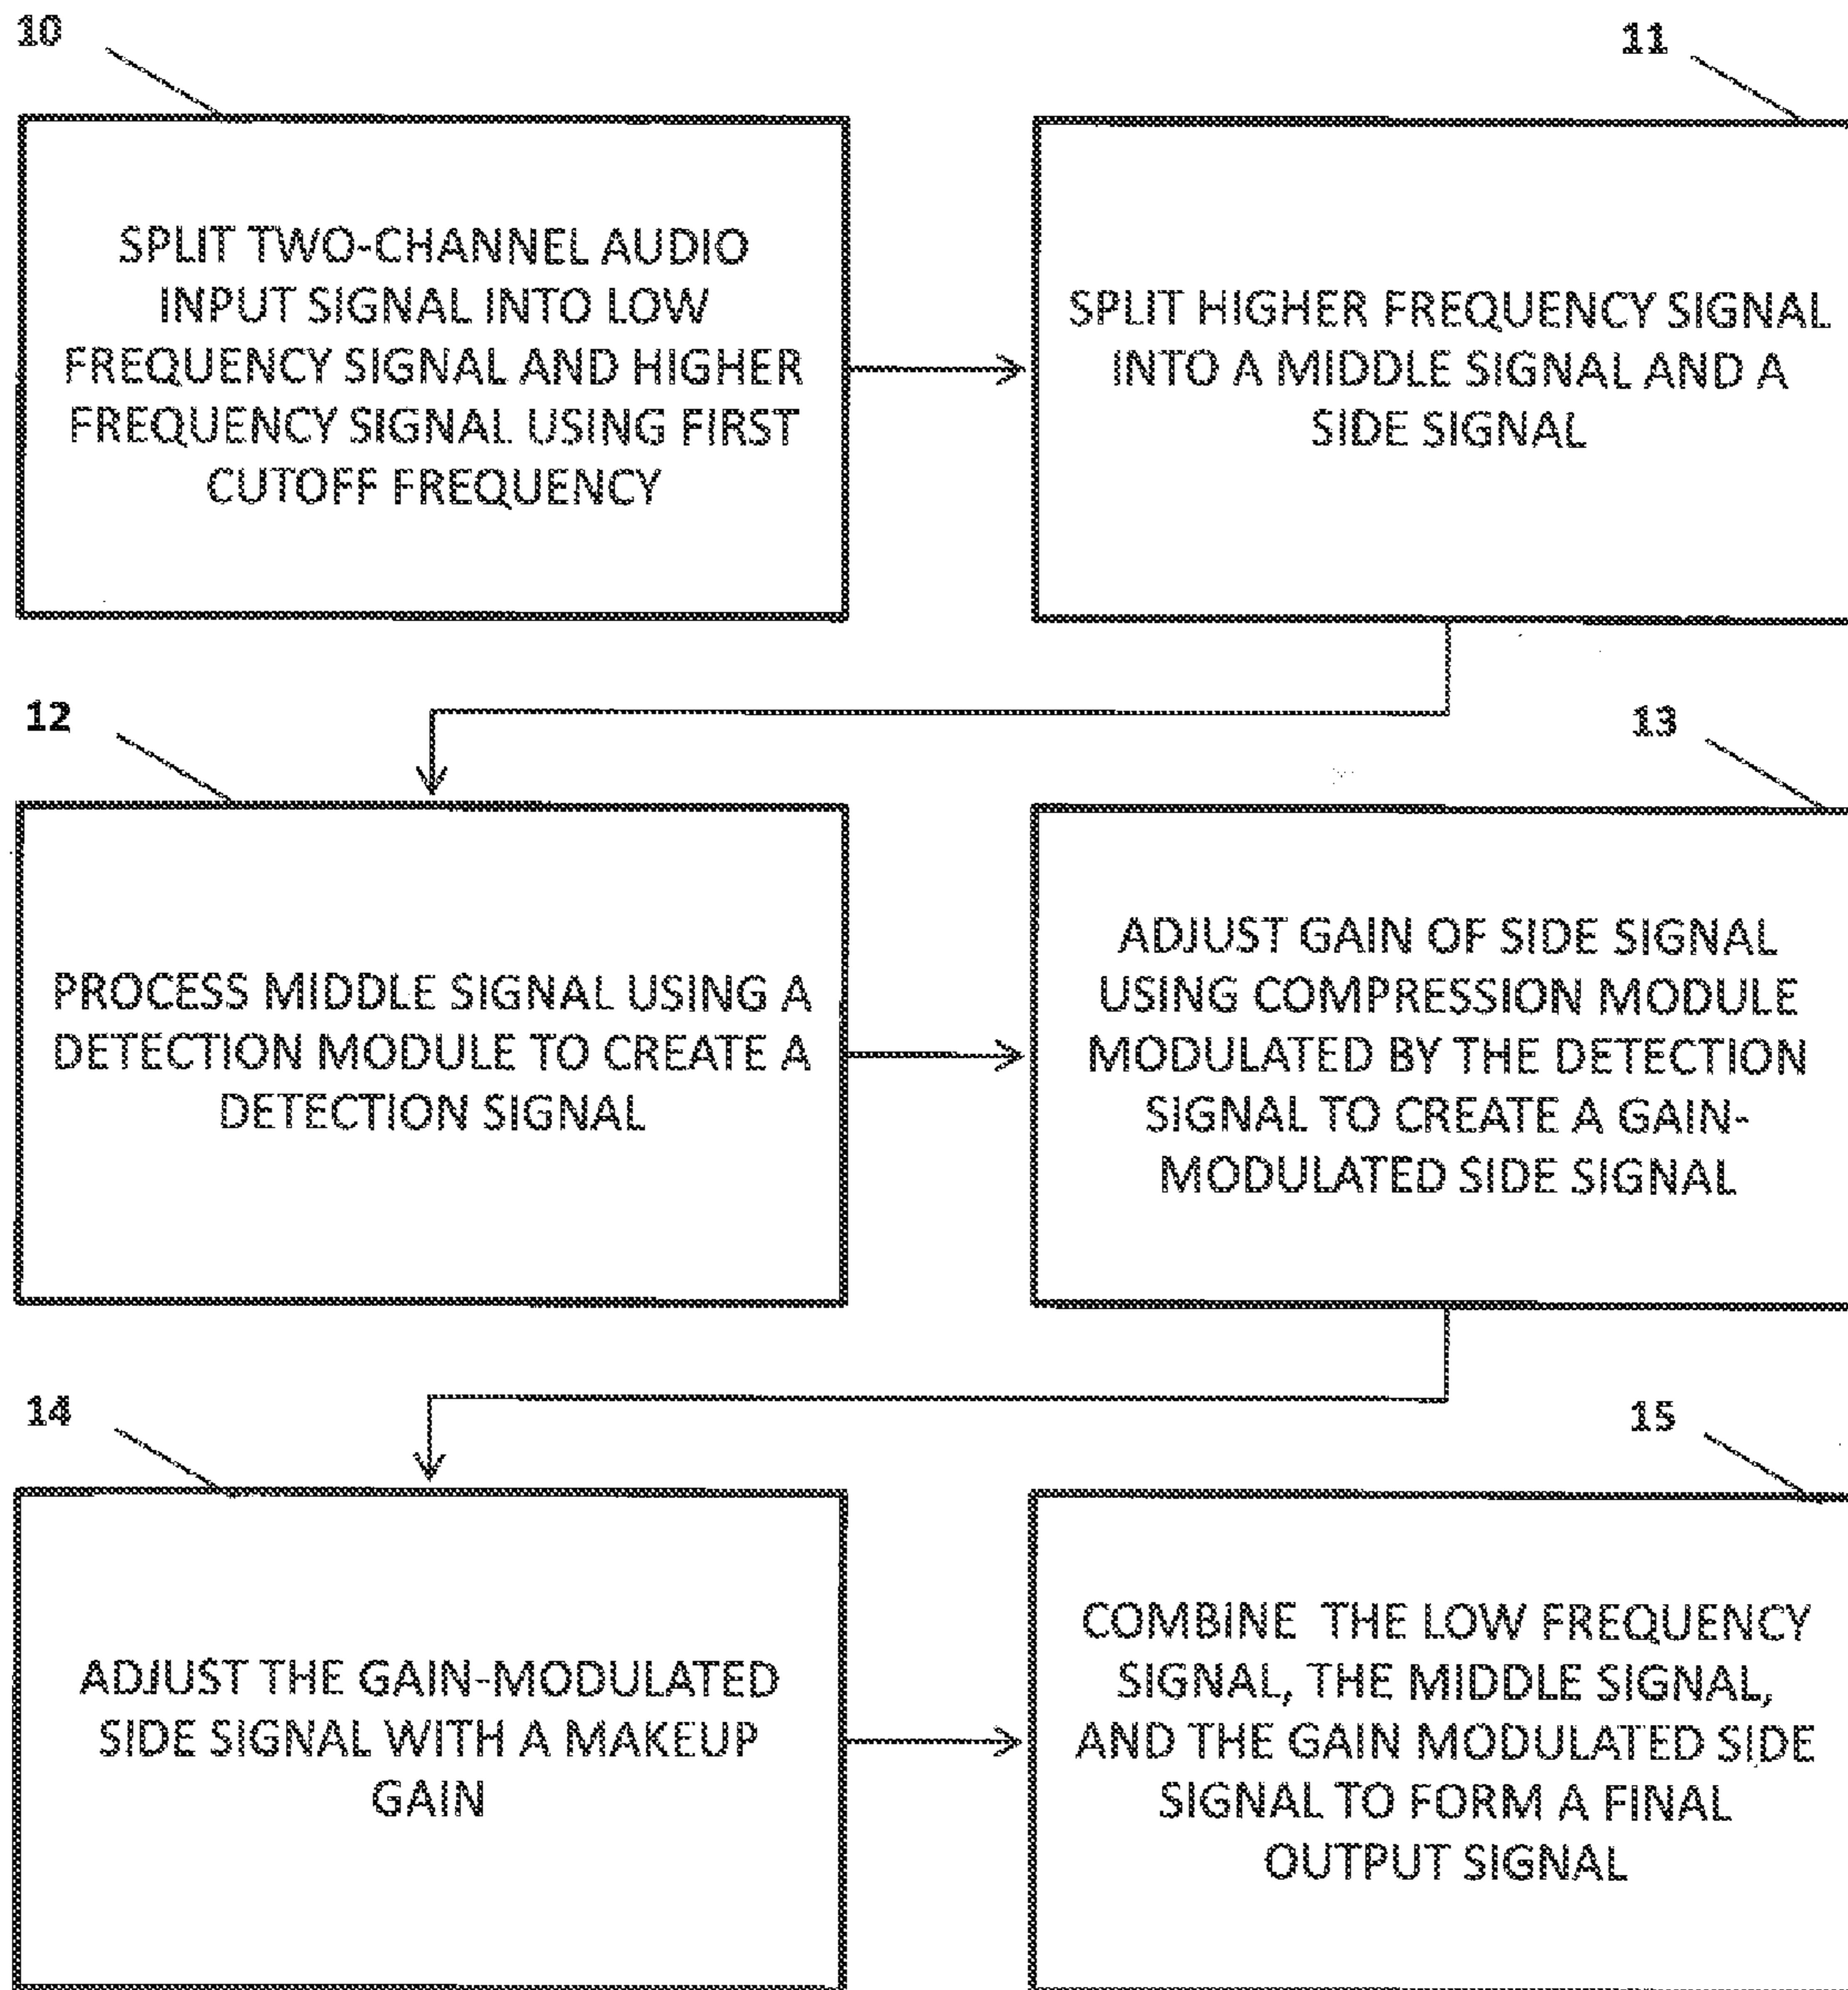 10
11
SPLIT TWO-CHANNEL AUDIO
INPUT SIGNAL INTO LOW
FREQUENCY SIGNAL AND HIGHER
FREQUENCY SIGNAL USING FIRST
CUTOFF FREQUENCY
SPLIT HIGHER FREQUENCY SIGNAL
INTO A MIDDLE SIGNAL AND A
SIDE SIGNAL
12
13
PROCESS MIDDLE SIGNAL USING A
DETECTION MODULE TO CREATE A
DETECTION SIGNAL
ADJUST GAIN OF SIDE SIGNAL
USING COMPRESSION MODULE
MODULATED BY THE DETECTION
SIGNAL TO CREATE A GAIN-
MODULATED SIDE SIGNAL
14
15
ADJUST THE GAIN-MODULATED
SIDE SIGNAL WITH A MAKEUP
GAIN
COMBINE THE LOW FREQUENCY
SIGNAL, THE MIDDLE SIGNAL,
AND THE GAIN MODULATED SIDE
SIGNAL TO FORM A FINAL
OUTPUT SIGNAL